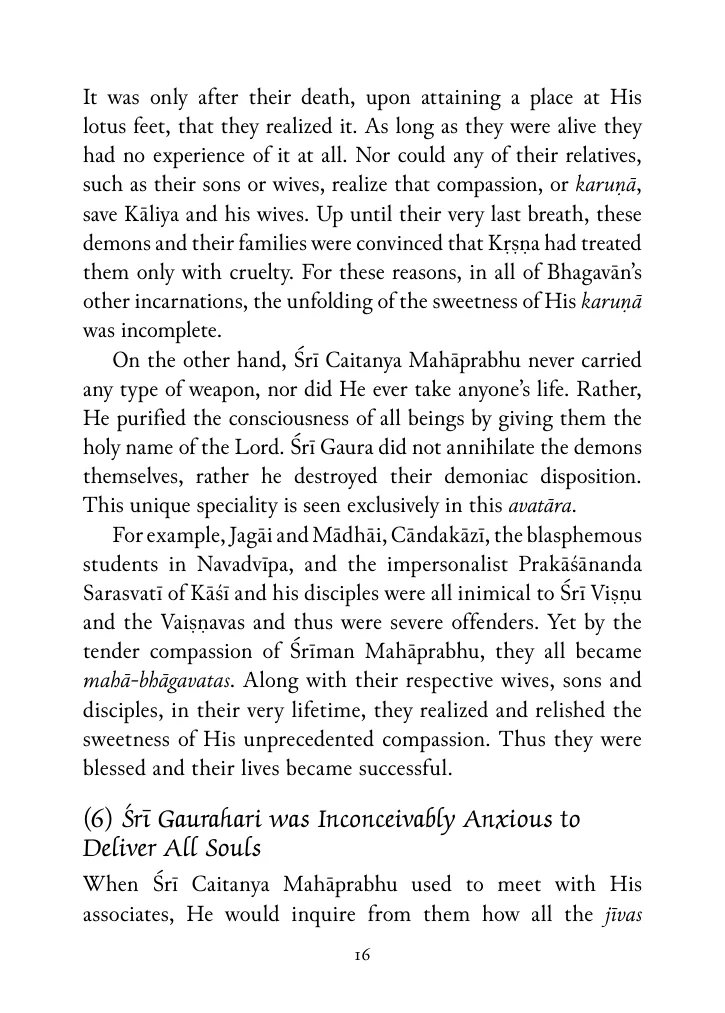 It was only after their death, upon attaining a place at His
lotus feet, that they realized it. As long as they were alive they
had no experience of it at all. Nor could any of their relatives,
such as their sons or wives, realize that compassion, or karuṇā,
save Kāliya and his wives. Up until their very last breath, these
demons and their families were convinced that Kṛṣṇa had treated
them only with cruelty. For these reasons, in all of Bhagavān’s
other incarnations, the unfolding of the sweetness of His karuṇā
was incomplete.
On the other hand, Śrī Caitanya Mahāprabhu never carried
any type of weapon, nor did He ever take anyone’s life. Rather,
He purified the consciousness of all beings by giving them the
holy name of the Lord. Śrī Gaura did not annihilate the demons
themselves, rather he destroyed their demoniac disposition.
This unique speciality is seen exclusively in this avatāra.
For example, Jagāi and Mādhāi, Cāndakāzī, the blasphemous
students in Navadvīpa, and the impersonalist Prakāśānanda
Sarasvatī of Kāśī and his disciples were all inimical to Śrī Viṣṇu
and the Vaiṣṇavas and thus were severe offenders. Yet by the
tender compassion of Śrīman Mahāprabhu, they all became
mahā-bhāgavatas. Along with their respective wives, sons and
disciples, in their very lifetime, they realized and relished the
sweetness of His unprecedented compassion. Thus they were
blessed and their lives became successful.
(6) Śrī Gaurahari was Inconceivably Anxious to
Deliver All Souls
When Śrī Caitanya Mahāprabhu used to meet with His
associates, He would inquire from them how all the jīvas
16